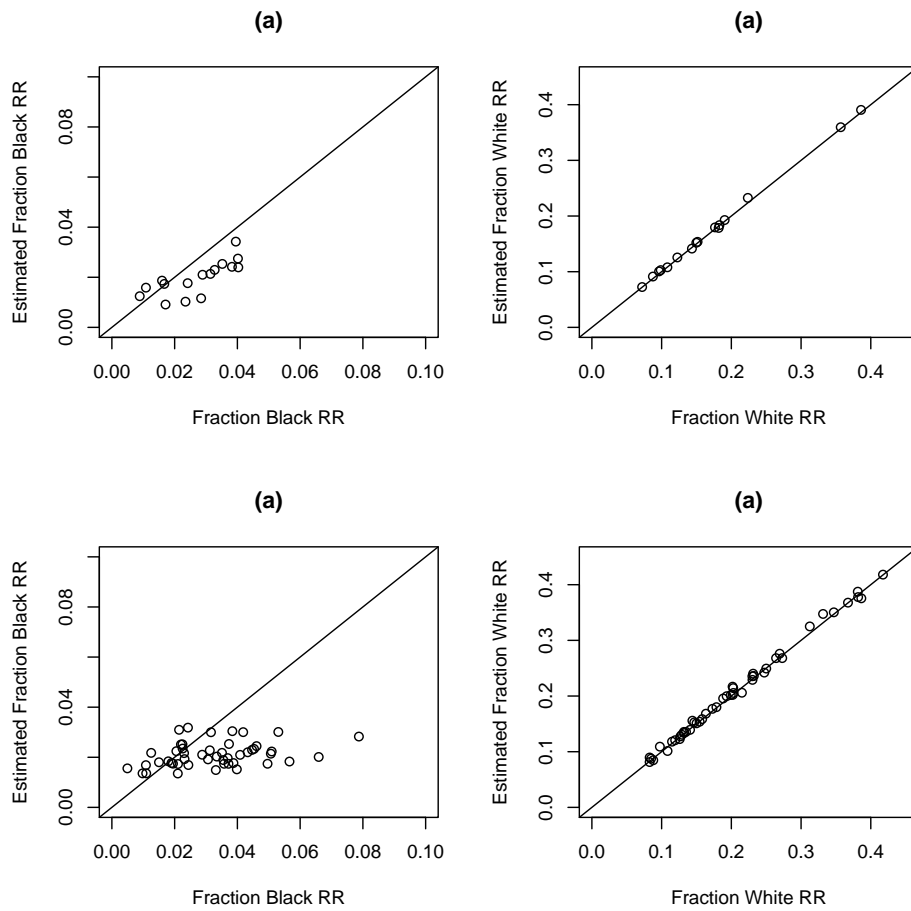 (a)
Estimated Fraction Black RR
0.08
0.04
0.00
0.00 0.02 0.04 0.06 0.08 0.10
Fraction Black RR
(a)
Estimated Fraction White RR
0.4
0.3
0.2
0.1
0.0
0.0 0.1 0.2 0.3 0.4
Fraction White RR
(a)
Estimated Fraction Black RR
0.08
0.04
0.00
0.00 0.02 0.04 0.06 0.08 0.10
Fraction Black RR
(a)
Estimated Fraction White RR
0.4
0.3
0.2
0.1
0.0
0.0 0.1 0.2 0.3 0.4
Fraction White RR